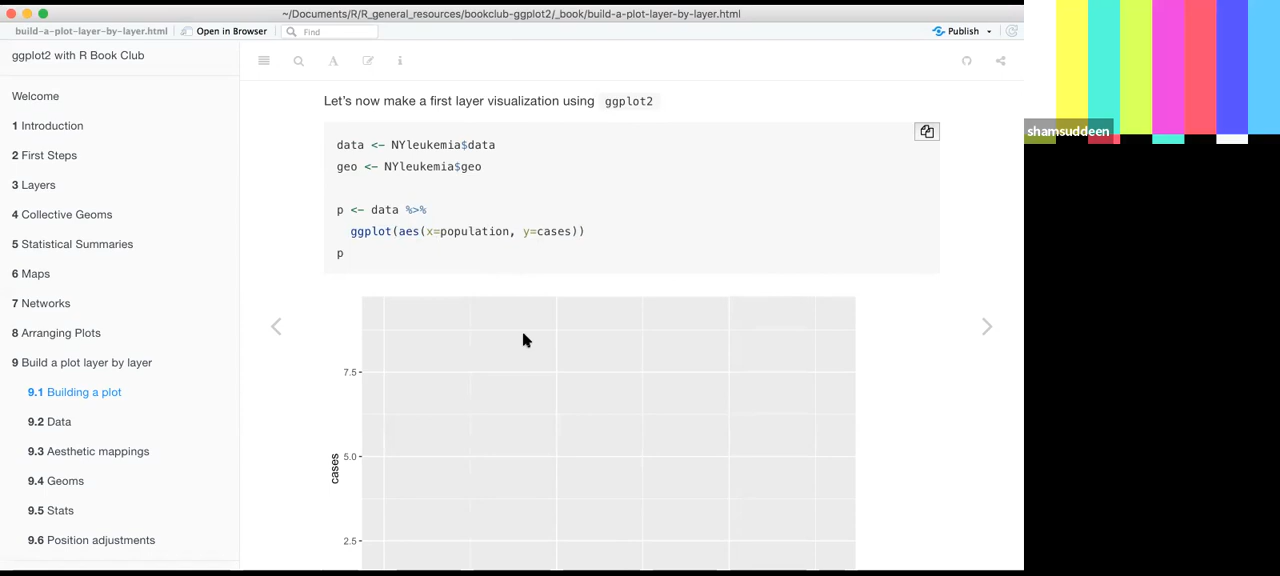 ~/Documents/R/R_general_resources/bookclub-ggplot2/_book/build-a-plot-layer-by-layer.html
build-a-plot-layer-by-layer.html
Open in Browser
Find
Publish
ggplot2 with R Book Club
Welcome
1 Introduction
2 First Steps
3 Layers
4 Collective Geoms
5 Statistical Summaries
6 Maps
7 Networks
8 Arranging Plots
9 Build a plot layer by layer
9.1 Building a plot
9.2 Data
9.3 Aesthetic mappings
9.4 Geoms
9.5 Stats
9.6 Position adjustments
A
i
Let's now make a first layer visualization using ggplot2
data <- NYleukemia$data
geo <- NYleukemia$geo
p <- data %>%
ggplot(aes(x=population, y=cases))
p
7.5
5.0
2.5
cases
shamsuddeen